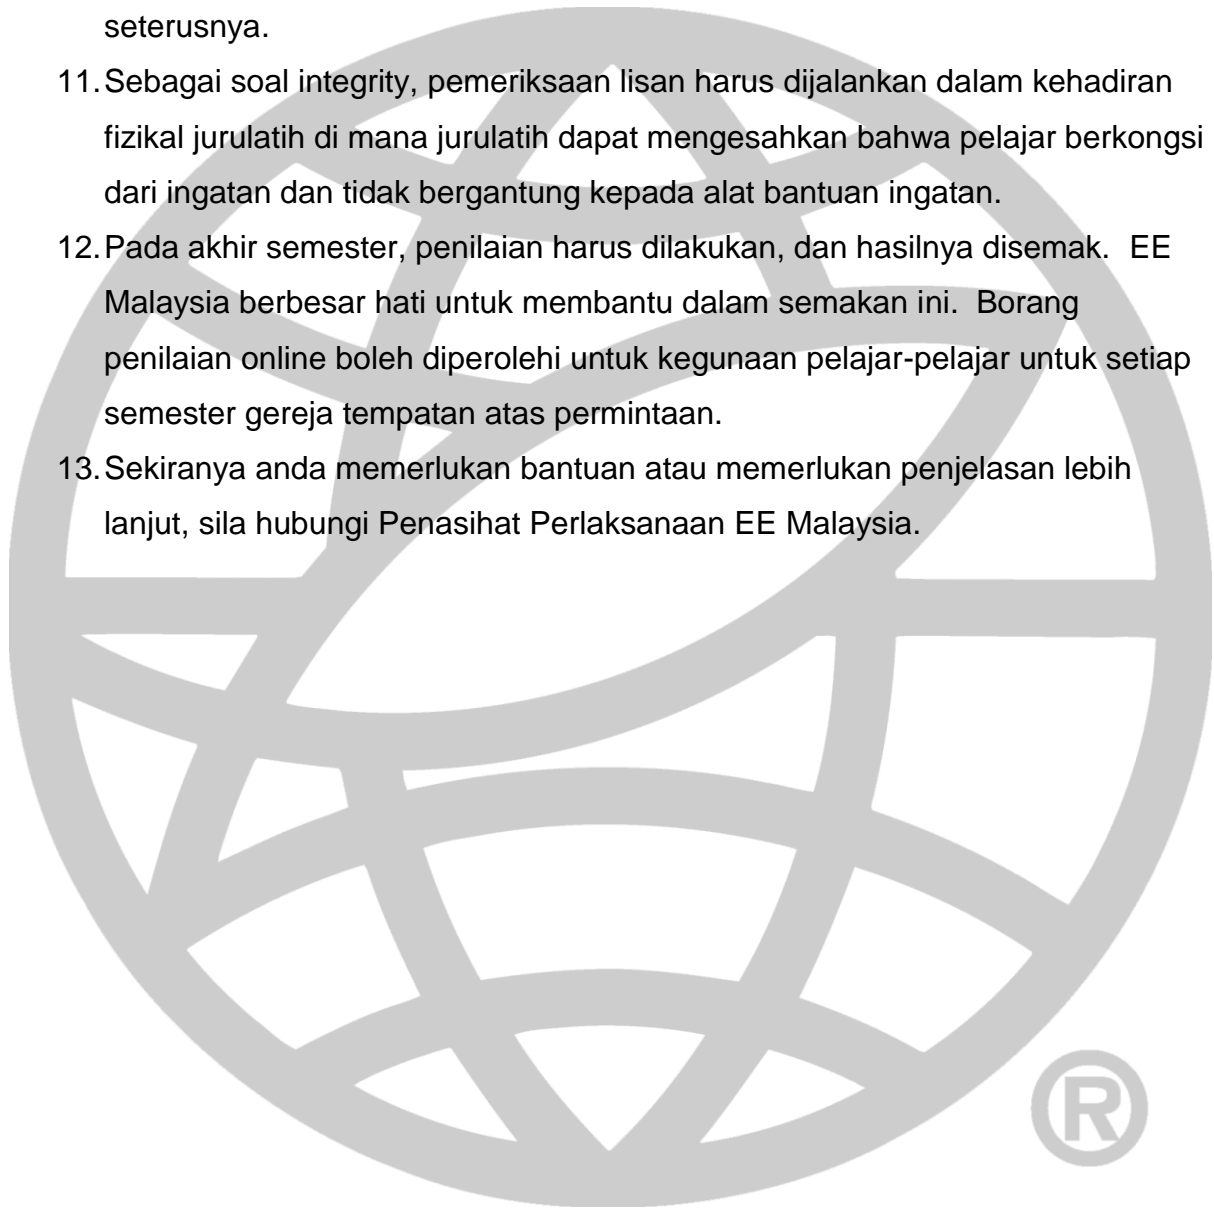 seterusnya.
11. Sebagai soal integrity, pemeriksaan lisan harus dijalankan dalam kehadiran
fizikal jurulatih di mana jurulatih dapat mengesahkan bahwa pelajar berkongsi
dari ingatan dan tidak bergantung kepada alat bantuan ingatan.
12. Pada akhir semester, penilaian harus dilakukan, dan hasilnya disemak.  EE
Malaysia berbesar hati untuk membantu dalam semakan ini.  Borang
penilaian online boleh diperolehi untuk kegunaan pelajar-pelajar untuk setiap
semester gereja tempatan atas permintaan.
13. Sekiranya anda memerlukan bantuan atau memerlukan penjelasan lebih
lanjut, sila hubungi Penasihat Perlaksanaan EE Malaysia.
®